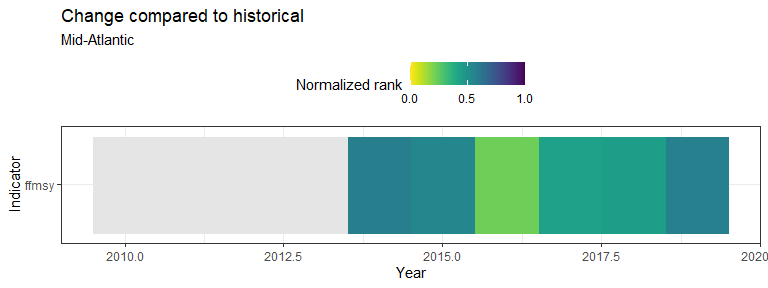 Change compared to historical
Mid-Atlantic
Normalized rank
0.0 0.5 1.0
Indicator
ffmsy
2010.0 2012.5 2015.0 2017.5 2020
Year